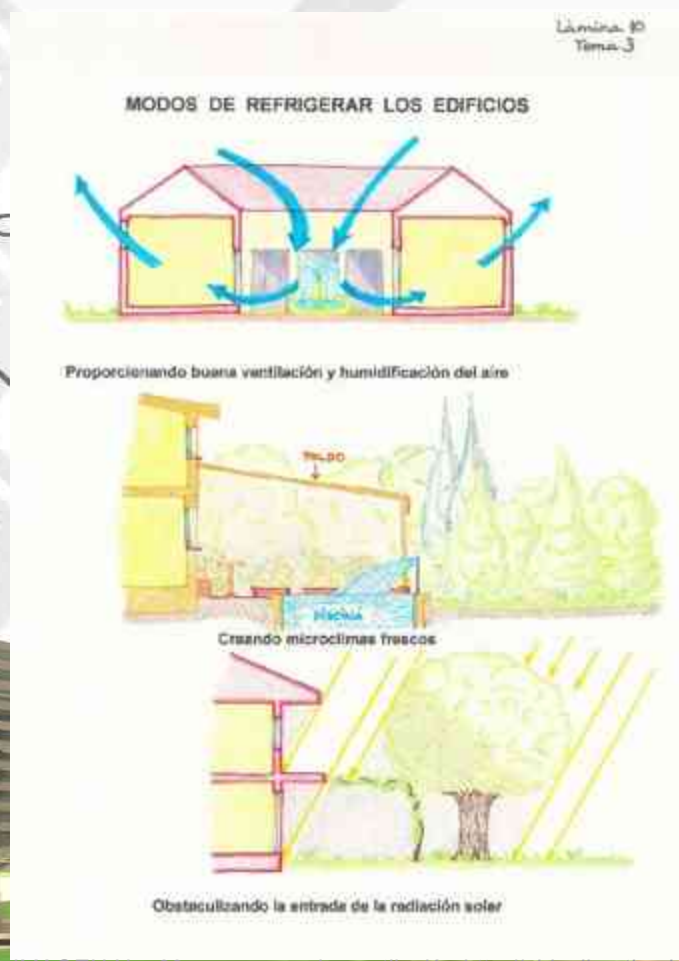 Lámina 10
Tema 3
MODOS DE REFRIGERAR LOS EDIFICIOS
Proporcionando buena ventilación y humidificación del aire
TOLDO
PISCINA
Creando microclimas frescos
Obstaculizando la entrada de la radiación solar